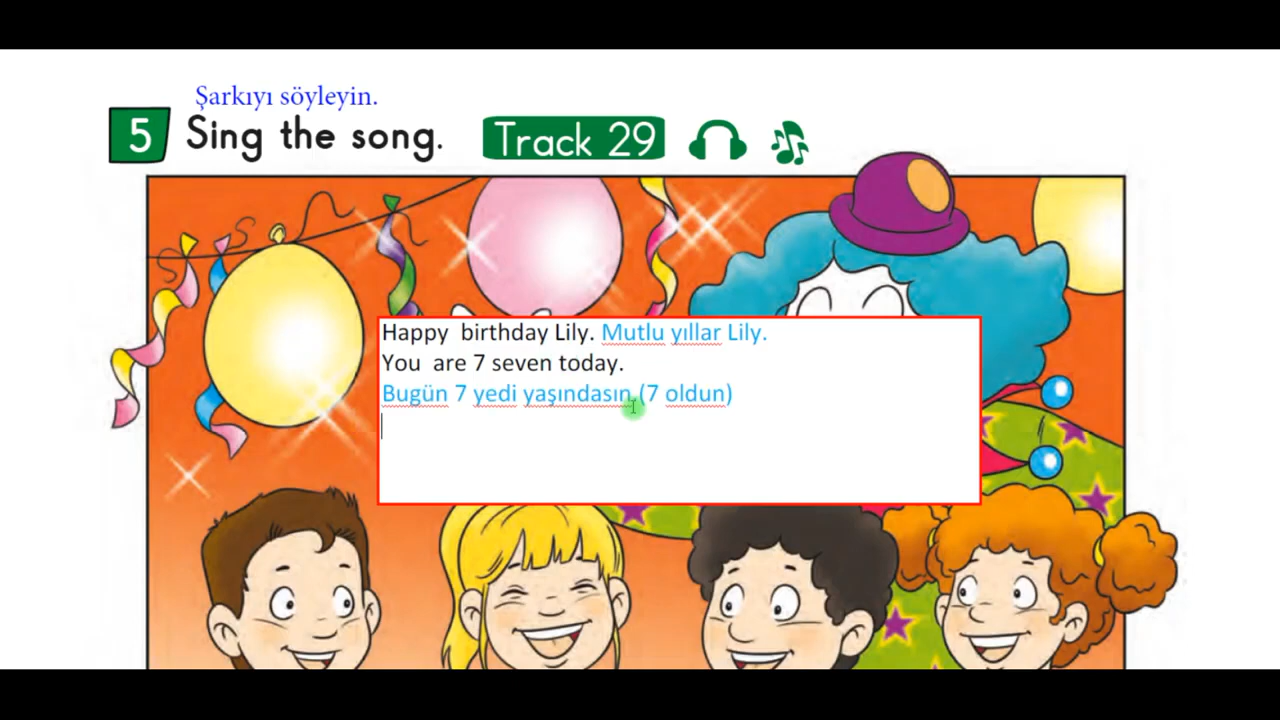 Şarkıyı söyleyin.
5 Sing the song. Track 29
Happy birthday Lily. Mutlu yıllar Lily.
You are 7 seven today.
Bugün 7 yedi yaşındasın (7 oldun)